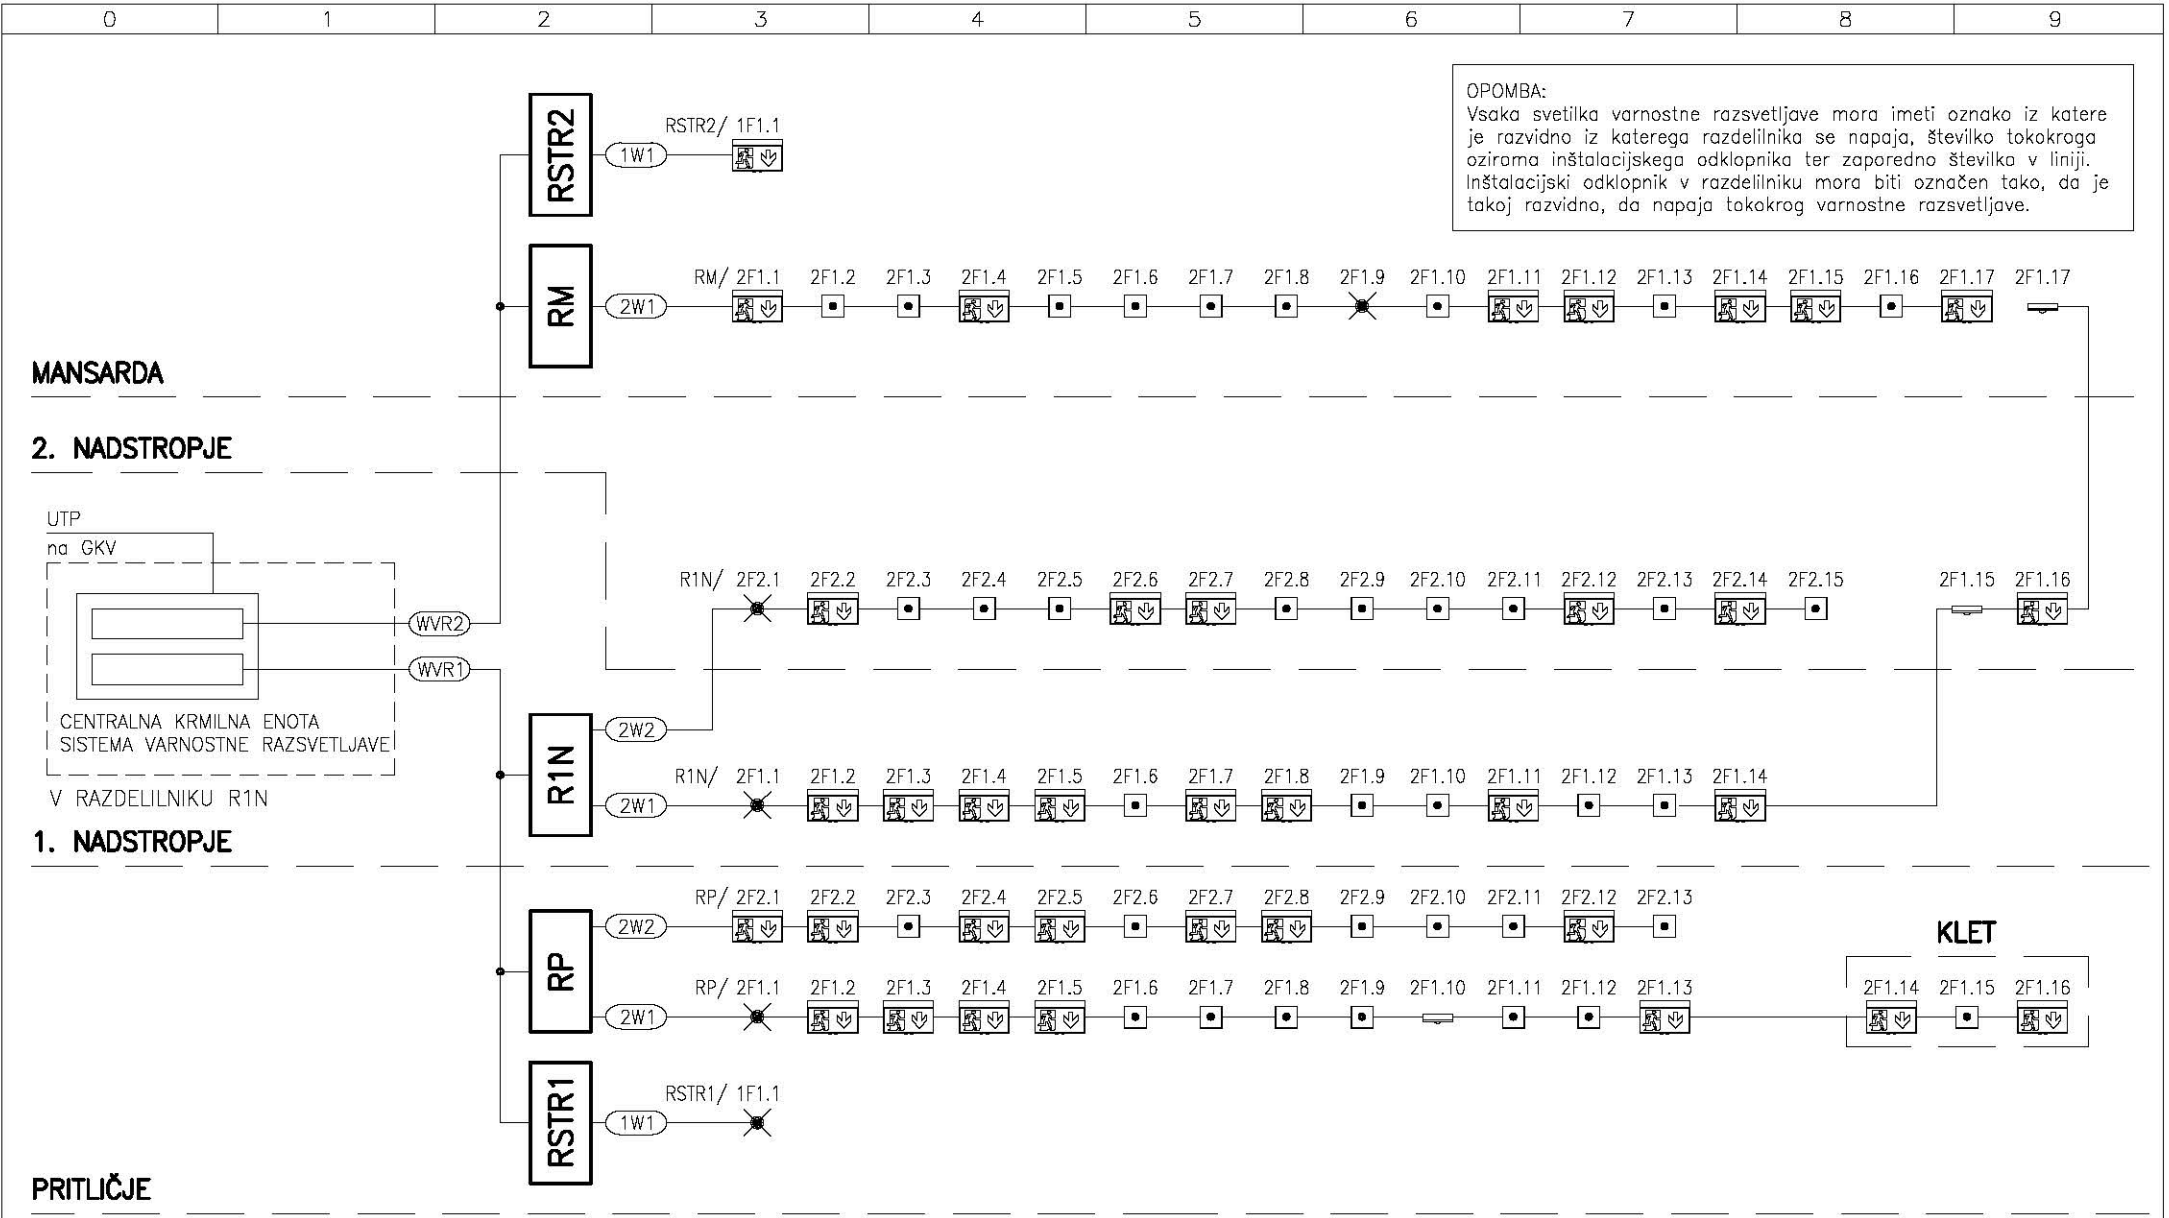 0 1 2 3 4 5 6 7 8 9
OPOMBA:
Vsaka svetilka varnostne razsvetljave mora imeti oznako iz katere
je razvidno iz katerega razdelilnika se napaja, številko tokokroga
oziroma inštalacijskega odklopnika ter zaporedno številko v liniji.
Inštalacijski odklopnik v razdelilniku mora biti označen tako, da je
takoj razvidno, da napaja tokokrog varnostne razsvetljave.
RSTR2
1W1
RSTR2/ 1F1.1
RM
2W1
RM/ 2F1.1 2F1.2 2F1.3 2F1.4 2F1.5 2F1.6 2F1.7 2F1.8 2F1.9 2F1.10 2F1.11 2F1.12 2F1.13 2F1.14 2F1.15 2F1.16 2F1.17 2F1.17
MANSARDA
2. NADSTROPJE
UTP
na GKV
R1N/ 2F2.1 2F2.2 2F2.3 2F2.4 2F2.5 2F2.6 2F2.7 2F2.8 2F2.9 2F2.10 2F2.11 2F2.12 2F2.13 2F2.14 2F2.15 2F1.15 2F1.16
WVR2
WVR1
CENTRALNA KRMILNA ENOTA
SISTEMA VARNOSTNE RAZSVETLJAVE
V RAZDELILNIKU R1N
R1N
2W2
2W1
R1N/ 2F1.1 2F1.2 2F1.3 2F1.4 2F1.5 2F1.6 2F1.7 2F1.8 2F1.9 2F1.10 2F1.11 2F1.12 2F1.13 2F1.14
1. NADSTROPJE
RP
2W2
RP/ 2F2.1 2F2.2 2F2.3 2F2.4 2F2.5 2F2.6 2F2.7 2F2.8 2F2.9 2F2.10 2F2.11 2F2.12 2F2.13
KLET
2W1
RP/ 2F1.1 2F1.2 2F1.3 2F1.4 2F1.5 2F1.6 2F1.7 2F1.8 2F1.9 2F1.10 2F1.11 2F1.12 2F1.13 2F1.14 2F1.15 2F1.16
RSTR1
1W1
RSTR1/ 1F1.1
PRITLIČJE